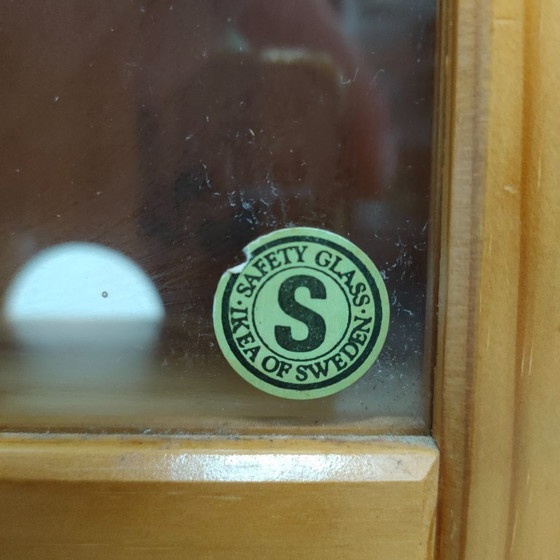 · SAFETY GLASS ·
S
IKEA OF SWEDEN